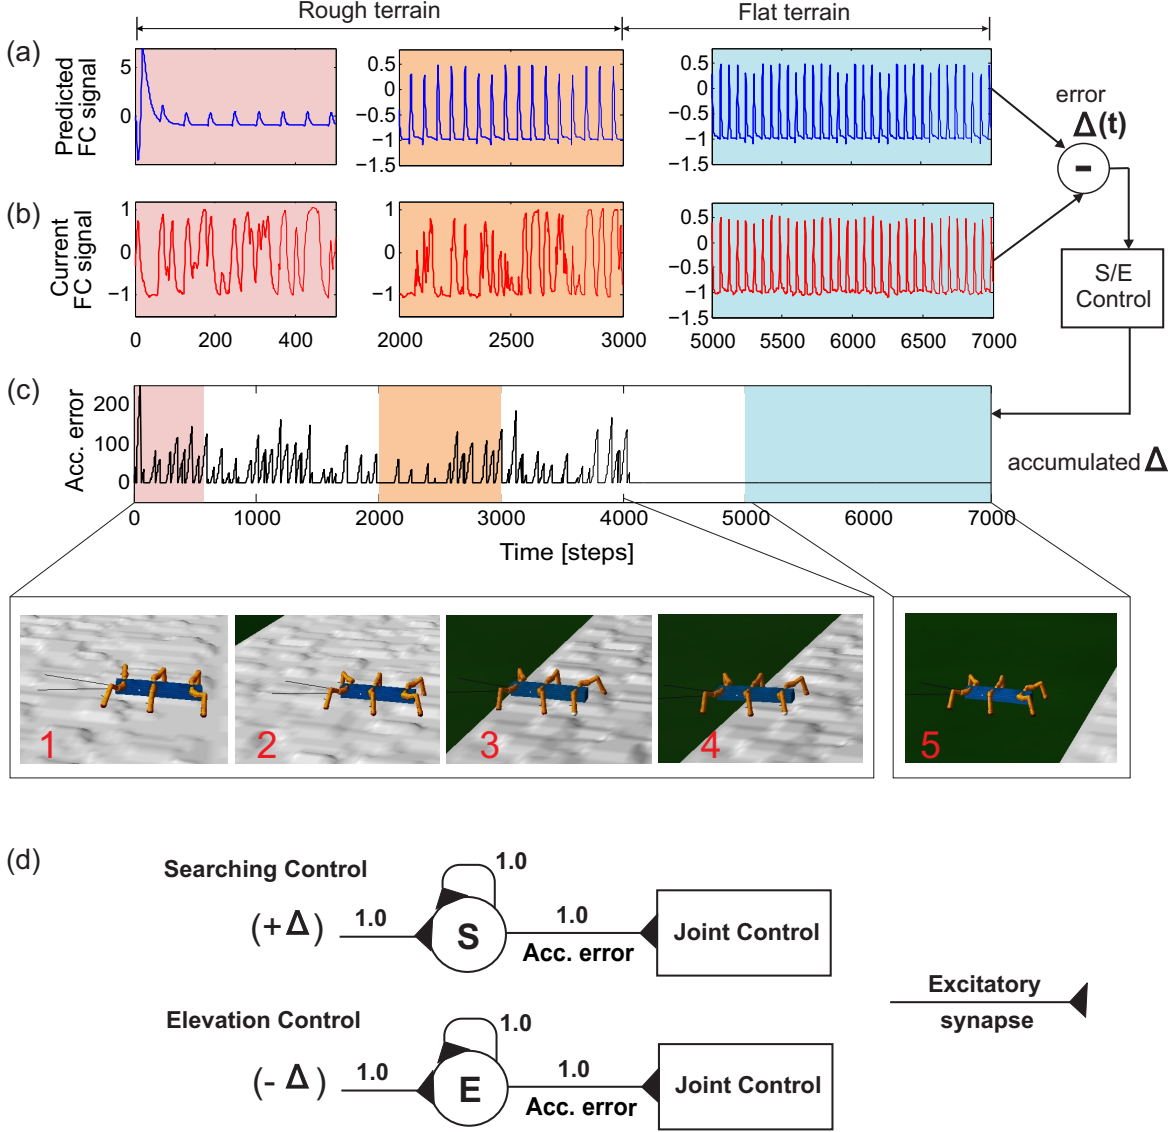 Rough terrain
Flat terrain
(a)
Predicted
FC signal
5
0
0.5
0
−0.5
−1
−1.5
0.5
0
−0.5
−1
−1.5
error
Δ(t)
-
(b)
Current
FC signal
1
0
−1
1
0
−1
0.5
0
−0.5
−1
−1.5
S/E
Control
0 200 400
2000 2500 3000
5000 5500 6000 6500 7000
(c)
Acc. error
200
100
0
accumulated Δ
0 1000 2000 3000 4000 5000 6000 7000
Time [steps]
1 2 3 4 5
(d)
Searching Control
1.0
(+Δ) 1.0 S 1.0 Joint Control
Acc. error
Excitatory
synapse
Elevation Control
1.0
(- Δ) 1.0 E 1.0 Joint Control
Acc. error